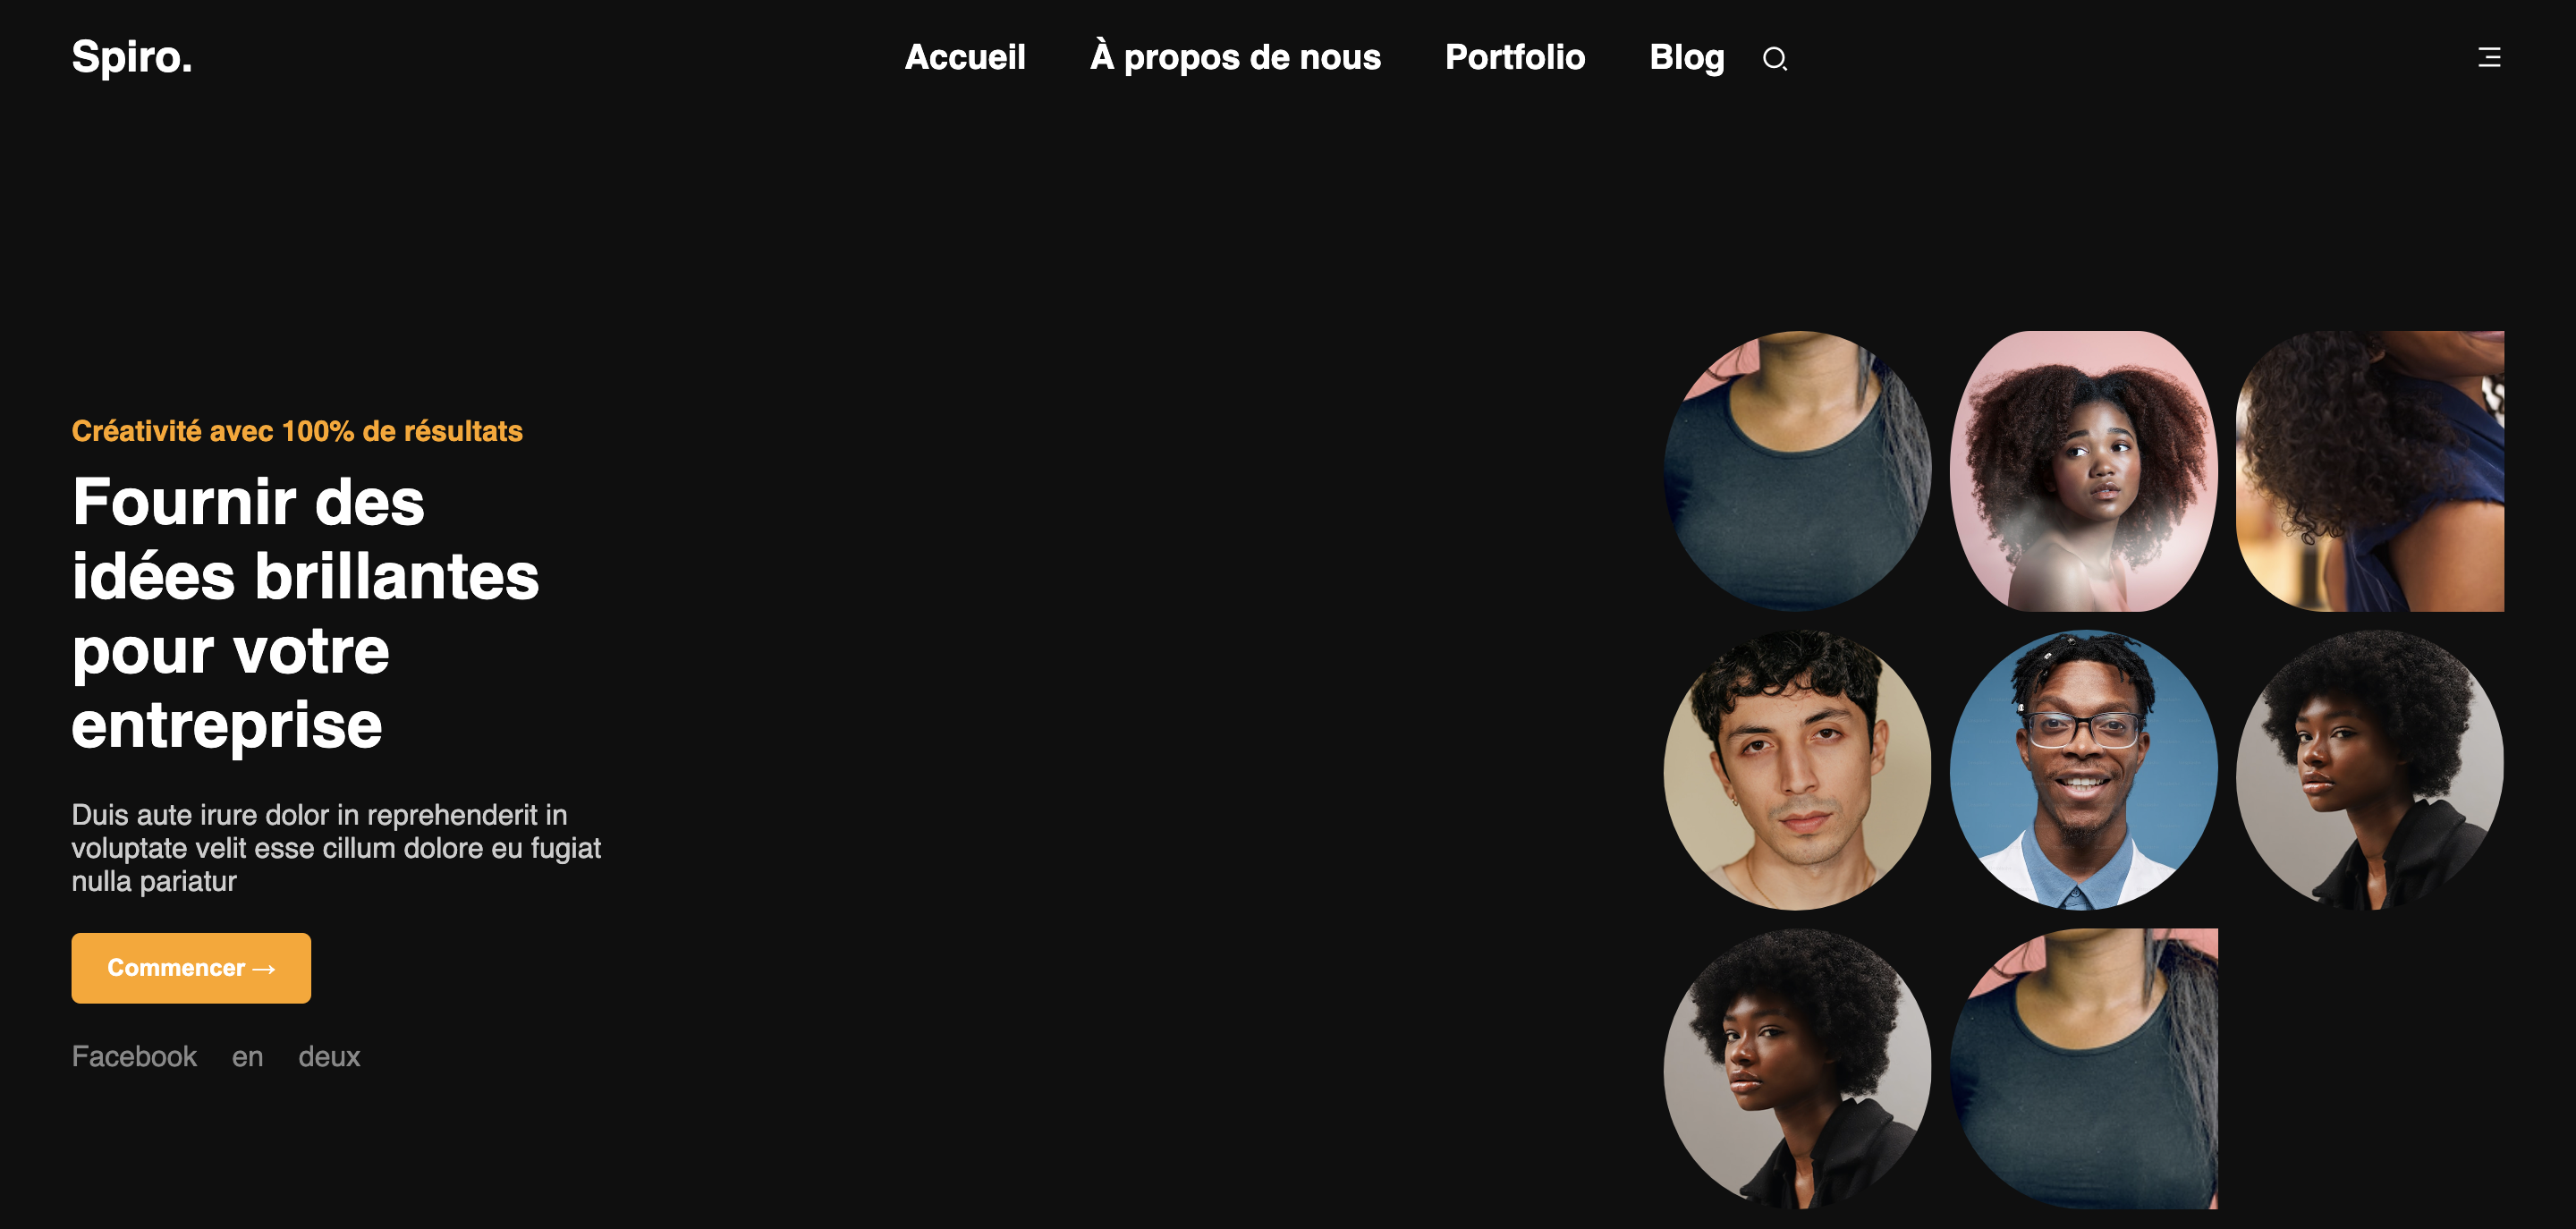 Spiro.
Accueil À propos de nous Portfolio Blog
Créativité avec 100% de résultats
Fournir des
idées brillantes
pour votre
entreprise
Duis aute irure dolor in reprehenderit in
voluptate velit esse cillum dolore eu fugiat
nulla pariatur
Commencer →
Facebook en deux